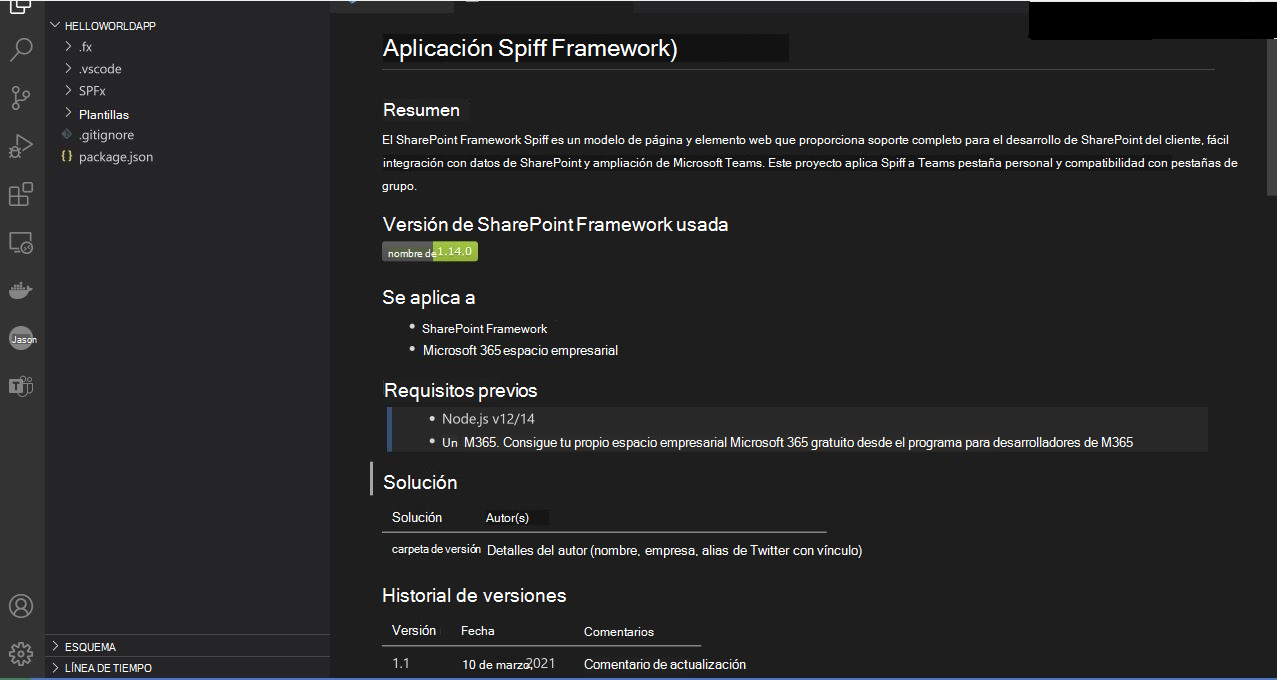 HELLOWORLDAPP
.fx
.vscode
SPFx
Plantillas
.gitignore
{} package.json
Jason
ESQUEMA
LÍNEA DE TIEMPO
Aplicación Spiff Framework)
Resumen
El SharePoint Framework Spiff es un modelo de página y elemento web que proporciona soporte completo para el desarrollo de SharePoint del cliente, fácil
integración con datos de SharePoint y ampliación de Microsoft Teams. Este proyecto aplica Spiff a Teams pestaña personal y compatibilidad con pestañas de
grupo.
Versión de SharePoint Framework usada
nombre de 1.14.0
Se aplica a
• SharePoint Framework
• Microsoft 365 espacio empresarial
Requisitos previos
• Node.js v12/14
• Un M365. Consigue tu propio espacio empresarial Microsoft 365 gratuito desde el programa para desarrolladores de M365
Solución
Solución Autor(s)
carpeta de versión Detalles del autor (nombre, empresa, alias de Twitter con vínculo)
Historial de versiones
Versión Fecha Comentarios
1.1 10 de marzo, 2021 Comentario de actualización